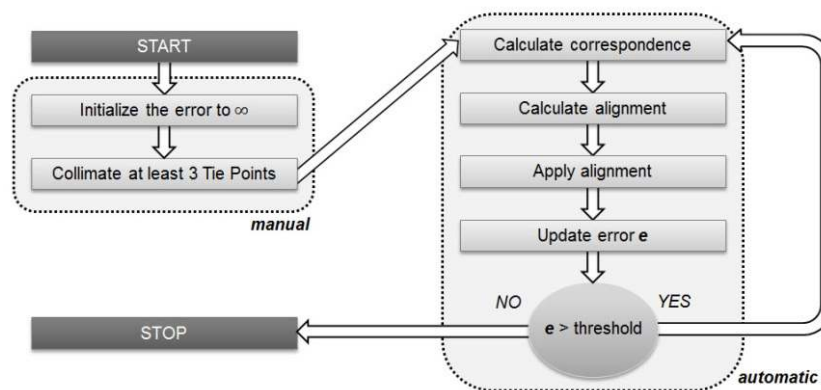 START
Initialize the error to ∞
Collimate at least 3 Tie Points
manual
Calculate correspondence
Calculate alignment
Apply alignment
Update error e
NO
YES
e > threshold
STOP
automatic